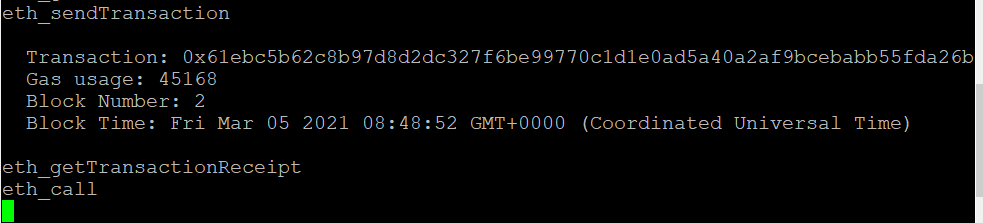 eth_sendTransaction
Transaction: 0x61ebc5b62c8b97d8d2dc327f6be99770c1d1e0ad5a40a2af9bcebabb55fda26b
Gas usage: 45168
Block Number: 2
Block Time: Fri Mar 05 2021 08:48:52 GMT+0000 (Coordinated Universal Time)
eth_getTransactionReceipt
eth_call